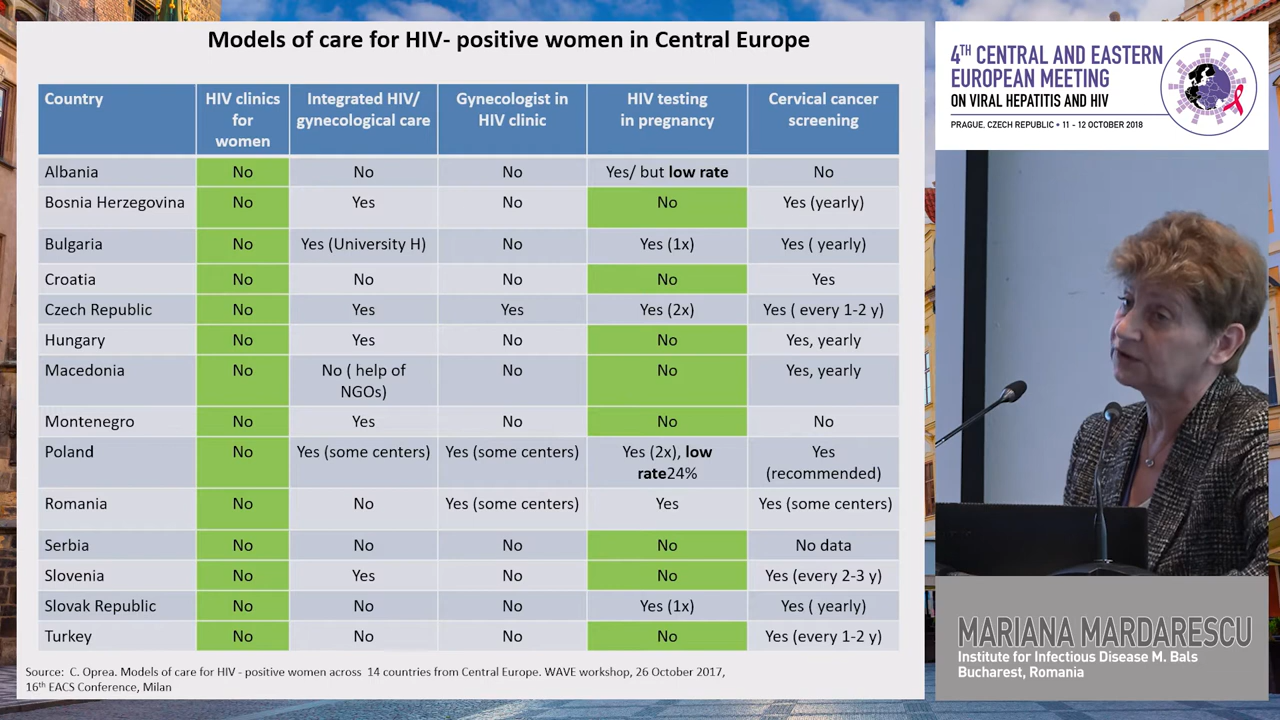 Models of care for HIV- positive women in Central Europe
Country
HIV clinics
for
women
Integrated HIV/
gynecological care
Gynecologist in
HIV clinic
HIV testing
in pregnancy
Cervical cancer
screening
Albania
No
No
No
Yes/ but low rate
No
Bosnia Herzegovina
No
Yes
No
No
Yes (yearly)
Bulgaria
No
Yes (University H)
No
Yes (1x)
Yes ( yearly)
Croatia
No
No
No
No
Yes
Czech Republic
No
Yes
Yes
Yes (2x)
Yes ( every 1-2 y)
Hungary
No
Yes
No
No
Yes, yearly
Macedonia
No
No ( help of
NGOs)
No
No
Yes, yearly
Montenegro
No
Yes
No
No
No
Poland
No
Yes (some centers)
Yes (some centers)
Yes (2x), low
rate24%
Yes
(recommended)
Romania
No
No
Yes (some centers)
Yes
Yes (some centers)
Serbia
No
No
No
No
No data
Slovenia
No
Yes
No
No
Yes (every 2-3 y)
Slovak Republic
No
No
No
Yes (1x)
Yes ( yearly)
Turkey
No
No
No
No
Yes (every 1-2 y)
Source: C. Oprea. Models of care for HIV - positive women across 14 countries from Central Europe. WAVE workshop, 26 October 2017,
16th EACS Conference, Milan
4TH CENTRAL AND EASTERN
EUROPEAN MEETING
ON VIRAL HEPATITIS AND HIV
PRAGUE, CZECH REPUBLIC • 11 - 12 OCTOBER 2018
MARIANA MARDARESCU
Institute for Infectious Disease M. Bals
Bucharest, Romania